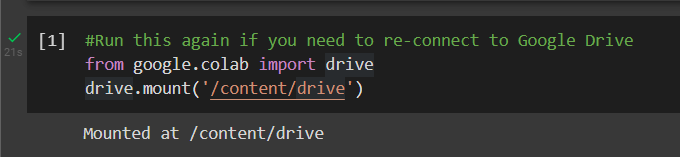 [1] #Run this again if you need to re-connect to Google Drive
21s from google.colab import drive
drive.mount('/content/drive')
Mounted at /content/drive